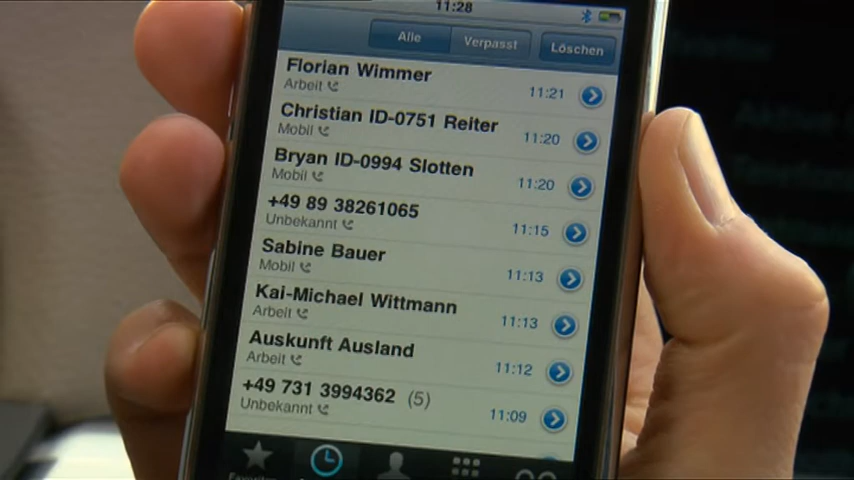 11:28
Alle Verpasst Löschen
Florian Wimmer
Arbeit 11:21
Christian ID-0751 Reiter
Mobil 11:20
Bryan ID-0994 Slotten
Mobil 11:20
+49 89 38261065
Unbekannt 11:15
Sabine Bauer
Mobil 11:13
Kai-Michael Wittmann
Arbeit 11:13
Auskunft Ausland
Arbeit 11:12
+49 731 3994362 (5)
Unbekannt 11:09